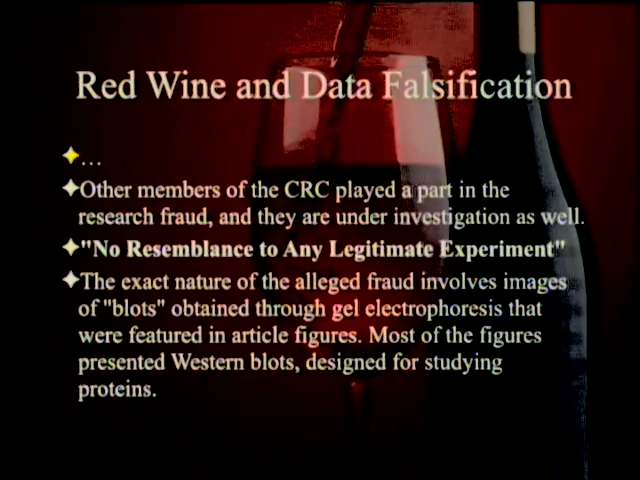 Red Wine and Data Falsification
...
Other members of the CRC played a part in the
research fraud, and they are under investigation as well.
"No Resemblance to Any Legitimate Experiment"
The exact nature of the alleged fraud involves images
of "blots" obtained through gel electrophoresis that
were featured in article figures. Most of the figures
presented Western blots, designed for studying
proteins.